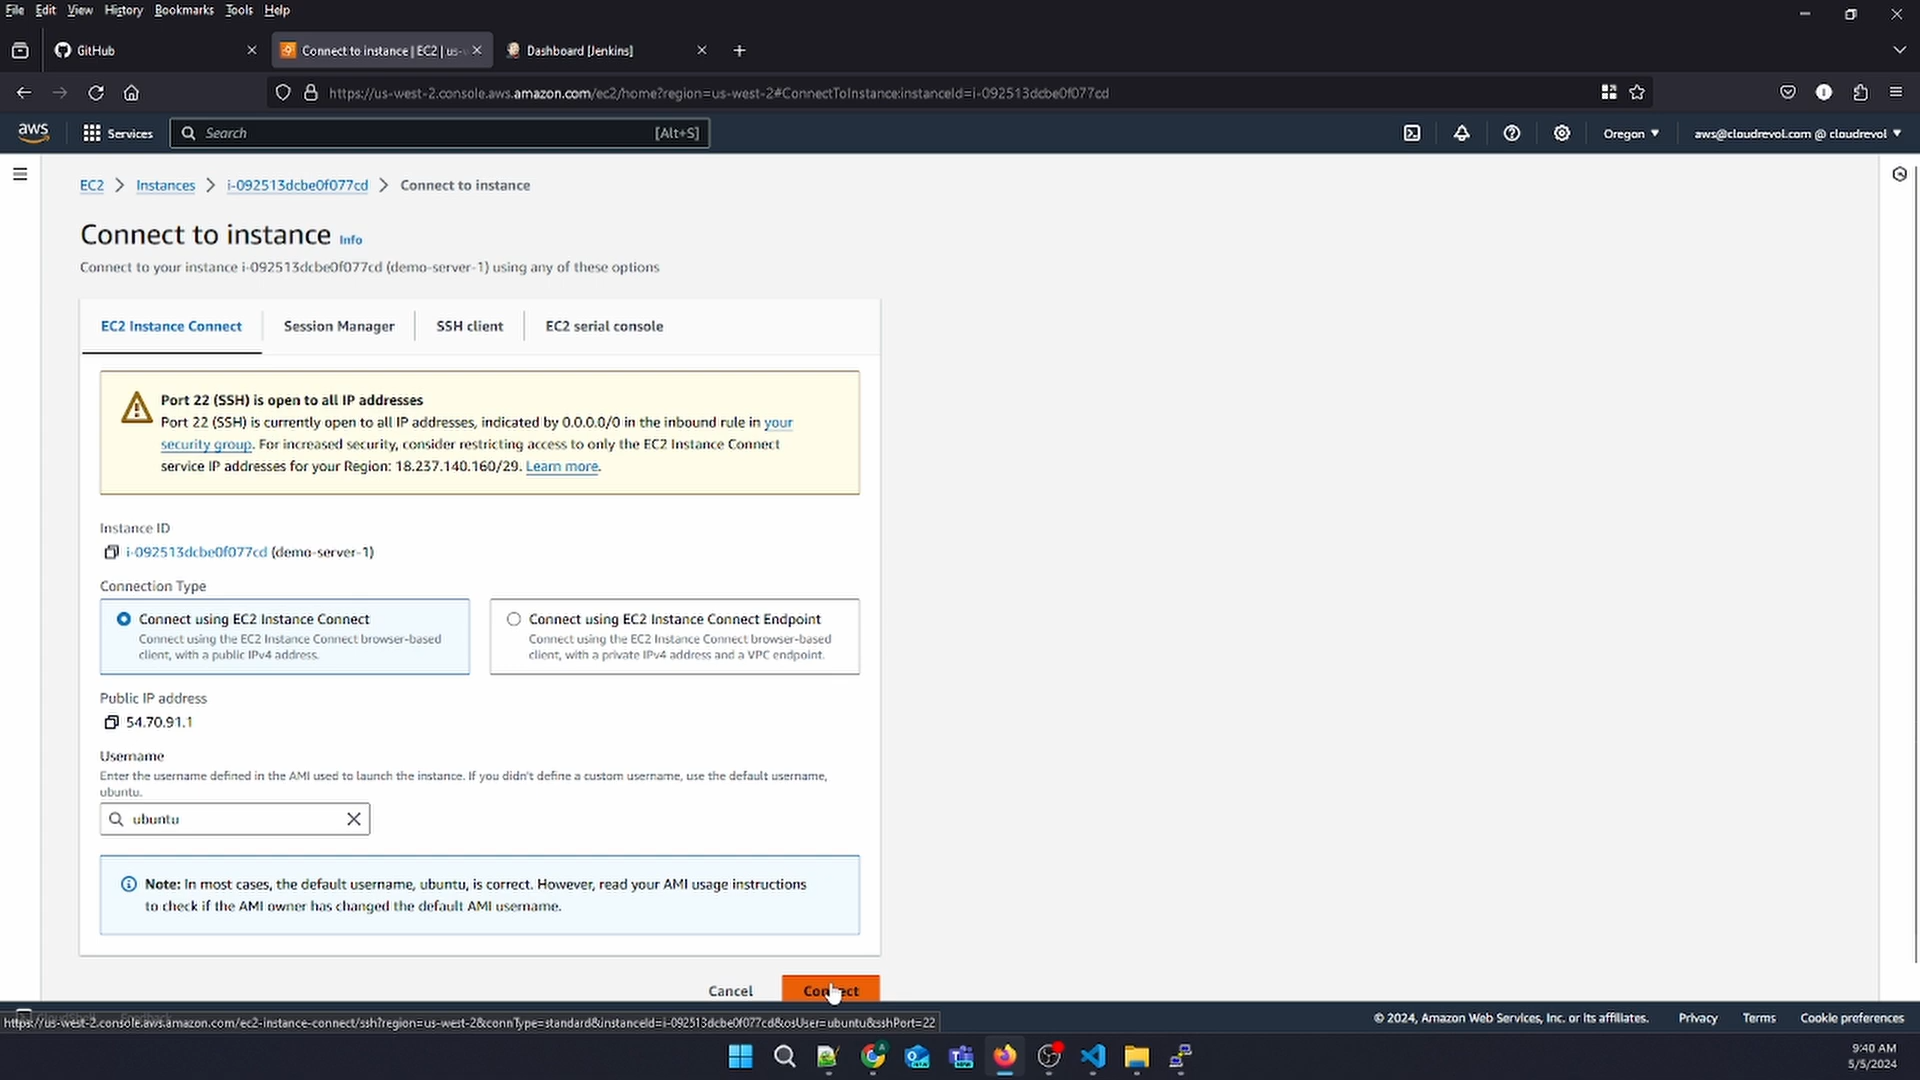 File Edit View History Bookmarks Tools Help
GitHub
Connect to instance | EC2 | us-
Dashboard [Jenkins]
https://us-west-2.console.aws.amazon.com/ec2/home?region=us-west-2#ConnectToInstance:instanceId=i-092513dcbe0f077cd
aws Services Search [Alt+S] Oregon aws@cloudrevol.com @ cloudrevol
EC2 Instances i-092513dcbe0f077cd Connect to instance
Connect to instance Info
Connect to your instance i-092513dcbe0f077cd (demo-server-1) using any of these options
EC2 Instance Connect Session Manager SSH client EC2 serial console
Port 22 (SSH) is open to all IP addresses
Port 22 (SSH) is currently open to all IP addresses, indicated by 0.0.0.0/0 in the inbound rule in your
security group. For increased security, consider restricting access to only the EC2 Instance Connect
service IP addresses for your Region: 18.237.140.160/29. Learn more.
Instance ID
i-092513dcbe0f077cd (demo-server-1)
Connection Type
Connect using EC2 Instance Connect
Connect using the EC2 Instance Connect browser-based
client, with a public IPv4 address.
Connect using EC2 Instance Connect Endpoint
Connect using the EC2 Instance Connect browser-based
client, with a private IPv4 address and a VPC endpoint.
Public IP address
54.70.91.1
Username
Enter the username defined in the AMI used to launch the instance. If you didn't define a custom username, use the default username,
ubuntu.
ubuntu
Note: In most cases, the default username, ubuntu, is correct. However, read your AMI usage instructions
to check if the AMI owner has changed the default AMI username.
Cancel Connect
CloudShell Feedback
https://us-west-2.console.aws.amazon.com/ec2-instance-connect/ssh?region=us-west-2&connType=standard&instanceId=i-092513dcbe0f077cd&osUser=ubuntu&sshPort=22
© 2024, Amazon Web Services, Inc. or its affiliates. Privacy Terms Cookie preferences
9:40 AM
5/5/2024